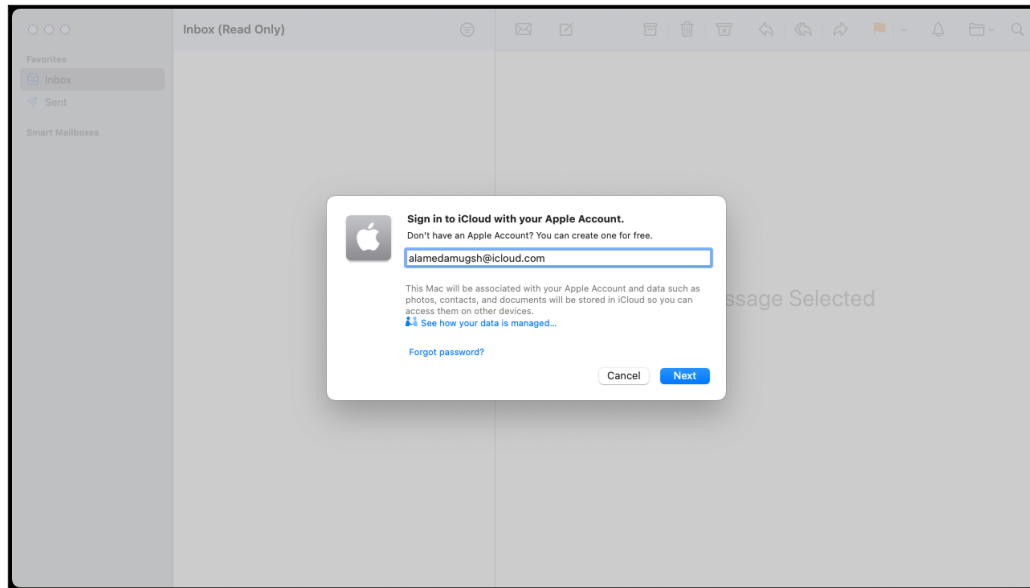 Inbox (Read Only)
Favorites
Inbox
Sent
Smart Mailboxes
Sign in to iCloud with your Apple Account.
Don't have an Apple Account? You can create one for free.
alamedamugsh@icloud.com
This Mac will be associated with your Apple Account and data such as
photos, contacts, and documents will be stored in iCloud so you can
access them on other devices.
See how your data is managed...
Forgot password?
Cancel Next
Selected